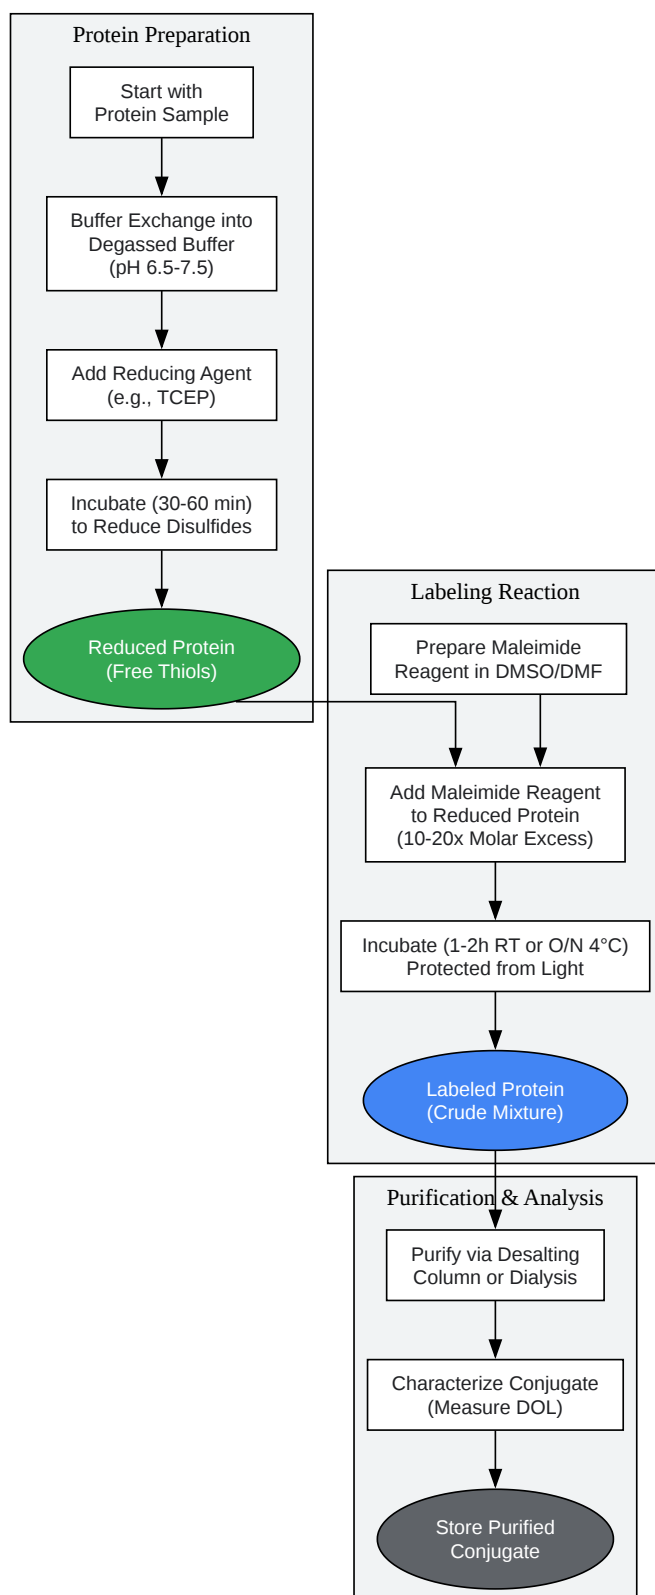 Protein Preparation
Start with
Protein Sample
Buffer Exchange into
Degassed Buffer
(pH 6.5-7.5)
Add Reducing Agent
(e.g., TCEP)
Incubate (30-60 min)
to Reduce Disulfides
Reduced Protein
(Free Thiols)
Labeling Reaction
Prepare Maleimide
Reagent in DMSO/DMF
Add Maleimide Reagent
to Reduced Protein
(10-20x Molar Excess)
Incubate (1-2h RT or O/N 4°C)
Protected from Light
Labeled Protein
(Crude Mixture)
Purification & Analysis
Purify via Desalting
Column or Dialysis
Characterize Conjugate
(Measure DOL)
Store Purified
Conjugate